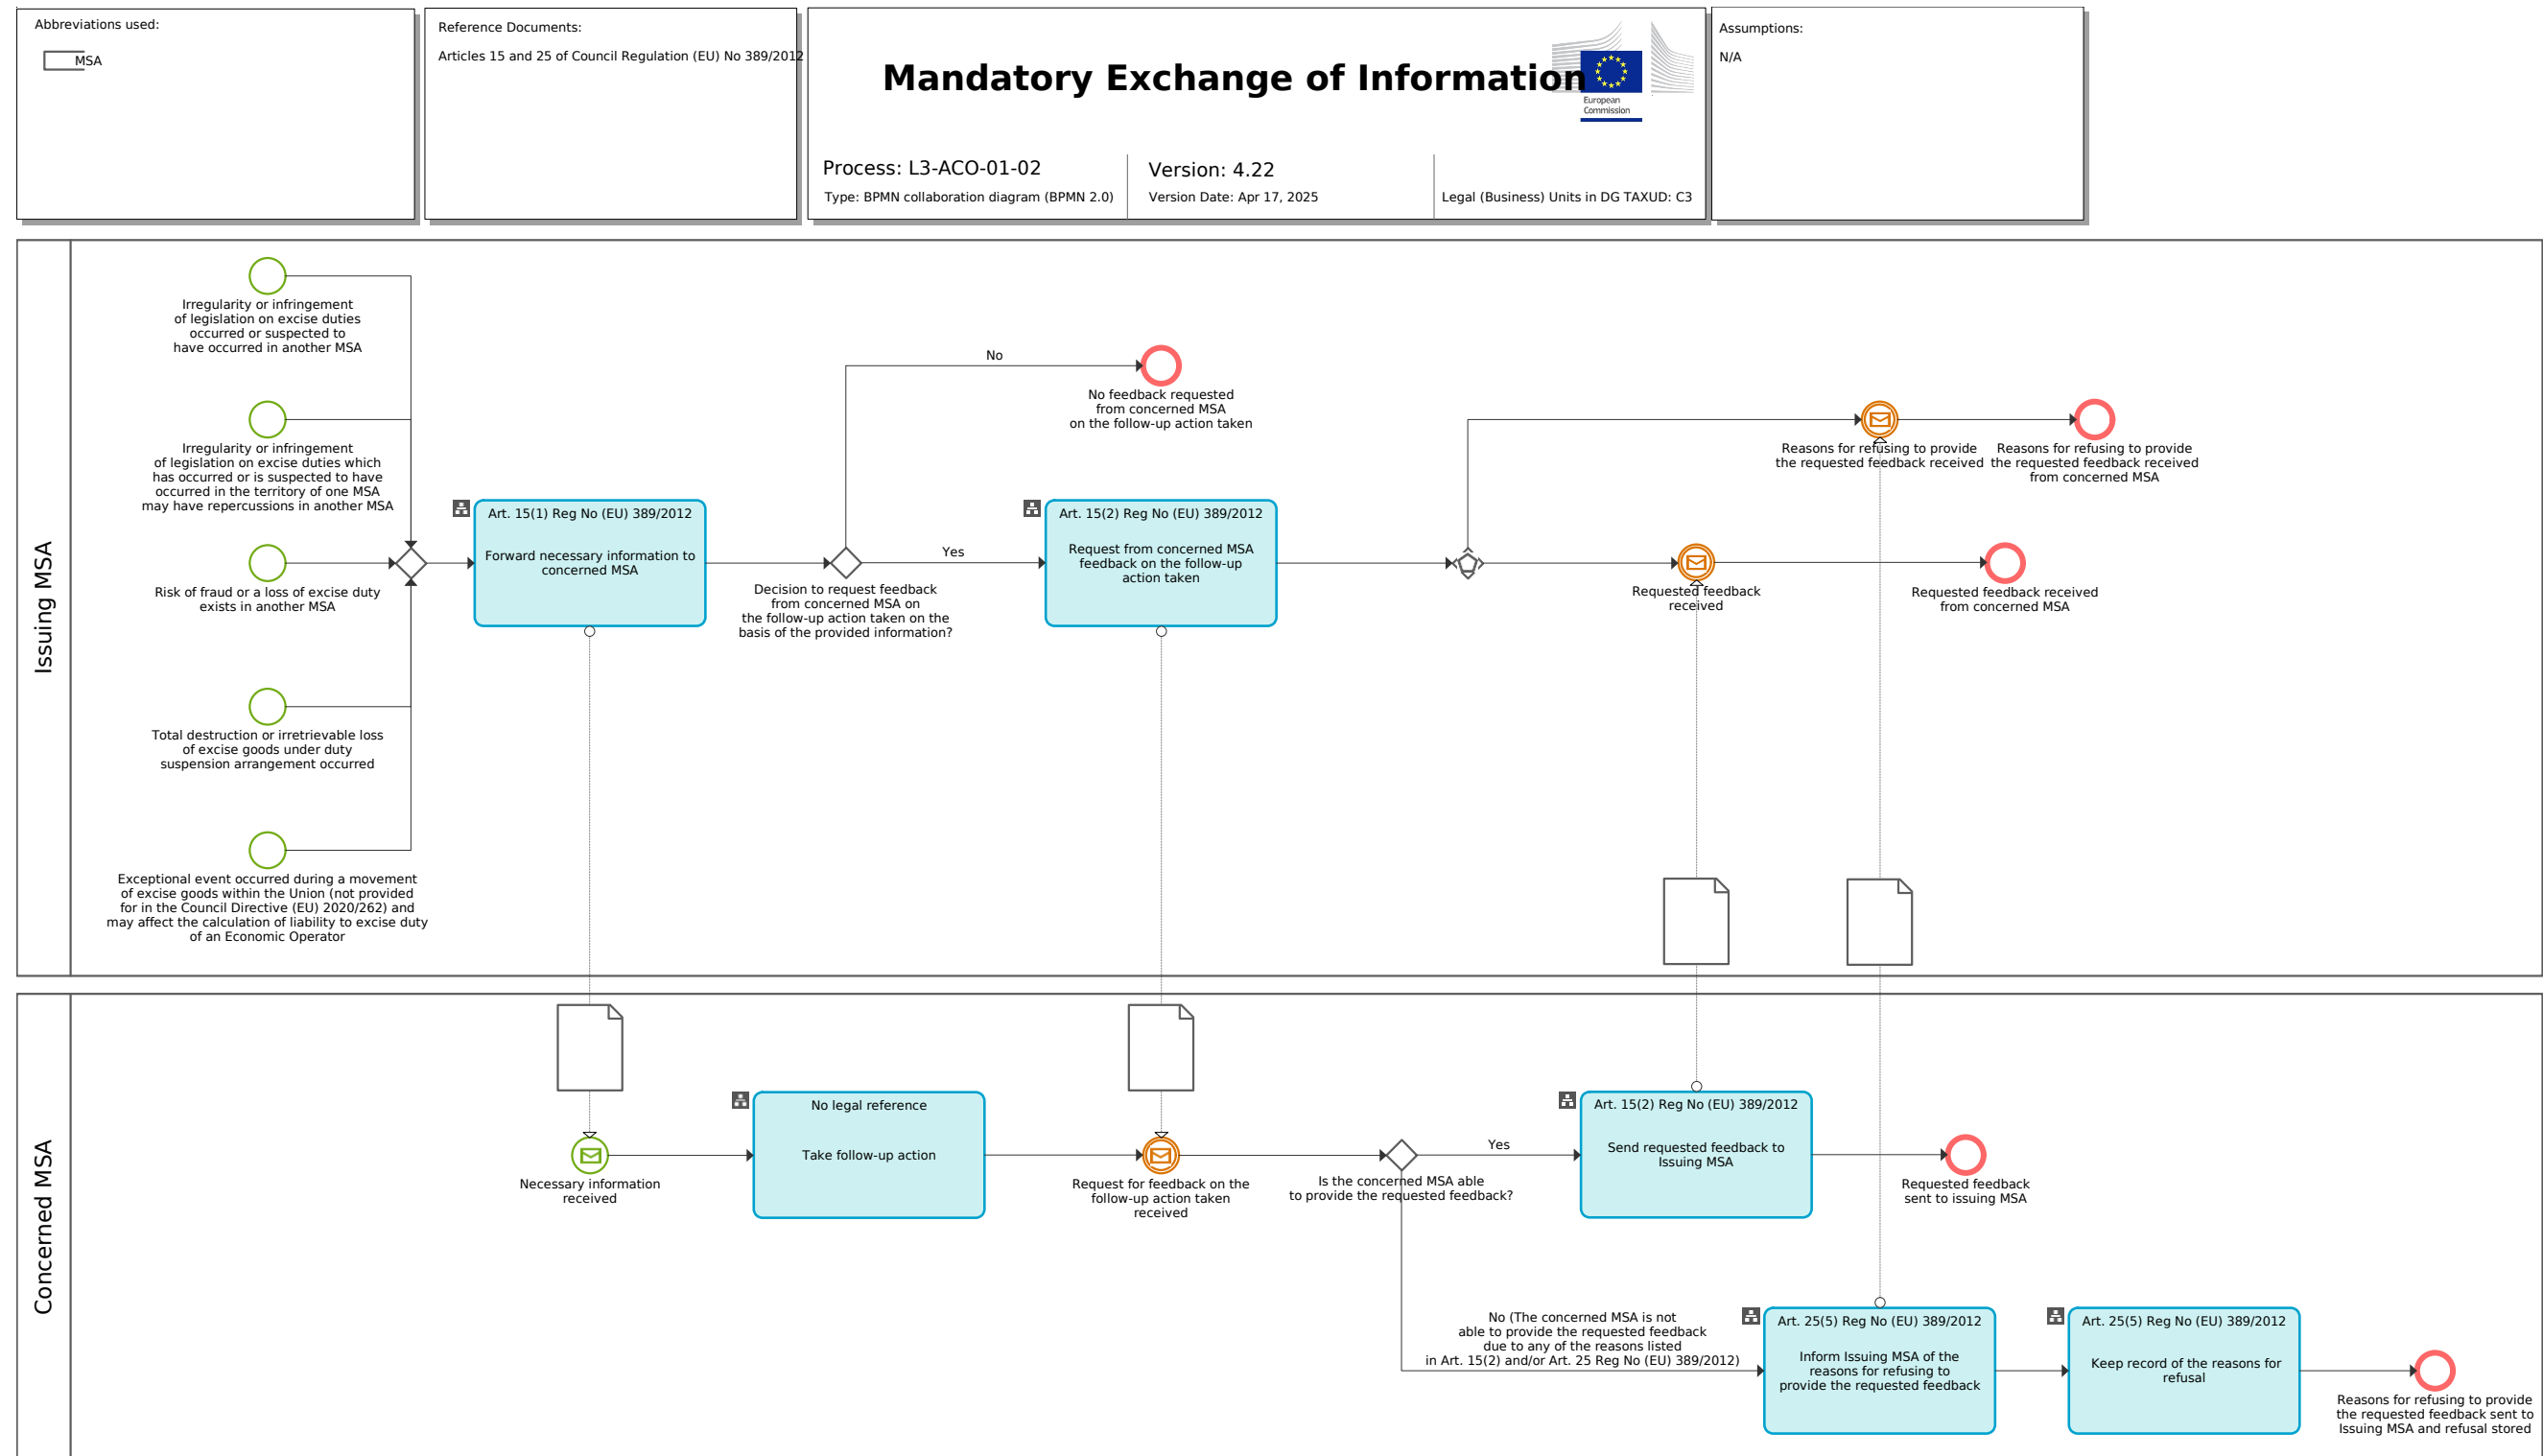 Abbreviations used:
MSA
Reference Documents:
Articles 15 and 25 of Council Regulation (EU) No 389/2012
Mandatory Exchange of Information
European
Commission
Process: L3-ACO-01-02
Type: BPMN collaboration diagram (BPMN 2.0)
Version: 4.22
Version Date: Apr 17, 2025
Legal (Business) Units in DG TAXUD: C3
Assumptions:
N/A
Issuing MSA
Irregularity or infringement
of legislation on excise duties
occurred or suspected to
have occurred in another MSA
Irregularity or infringement
of legislation on excise duties which
has occurred or is suspected to have
occurred in the territory of one MSA
may have repercussions in another MSA
Risk of fraud or a loss of excise duty
exists in another MSA
Total destruction or irretrievable loss
of excise goods under duty
suspension arrangement occurred
Exceptional event occurred during a movement
of excise goods within the Union (not provided
for in the Council Directive (EU) 2020/262) and
may affect the calculation of liability to excise duty
of an Economic Operator
Art. 15(1) Reg No (EU) 389/2012
Forward necessary information to
concerned MSA
Decision to request feedback
from concerned MSA on
the follow-up action taken on the
basis of the provided information?
No
No feedback requested
from concerned MSA
on the follow-up action taken
Yes
Art. 15(2) Reg No (EU) 389/2012
Request from concerned MSA
feedback on the follow-up
action taken
Reasons for refusing to provide
the requested feedback received
Reasons for refusing to provide
the requested feedback received
from concerned MSA
Requested feedback
received
Requested feedback received
from concerned MSA
Concerned MSA
Necessary information
received
No legal reference
Take follow-up action
Request for feedback on the
follow-up action taken
received
Is the concerned MSA able
to provide the requested feedback?
Yes
Art. 15(2) Reg No (EU) 389/2012
Send requested feedback to
Issuing MSA
Requested feedback
sent to issuing MSA
No (The concerned MSA is not
able to provide the requested feedback
due to any of the reasons listed
in Art. 15(2) and/or Art. 25 Reg No (EU) 389/2012)
Art. 25(5) Reg No (EU) 389/2012
Inform Issuing MSA of the
reasons for refusing to
provide the requested feedback
Art. 25(5) Reg No (EU) 389/2012
Keep record of the reasons for
refusal
Reasons for refusing to provide
the requested feedback sent to
Issuing MSA and refusal stored